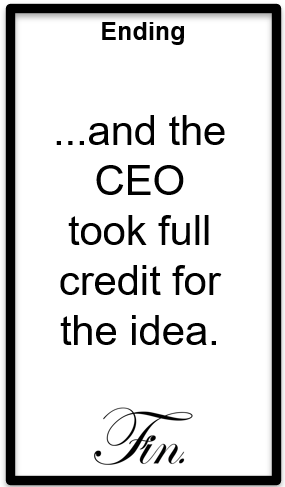 Ending
...and the
CEO
took full
credit for
the idea.
Fin.